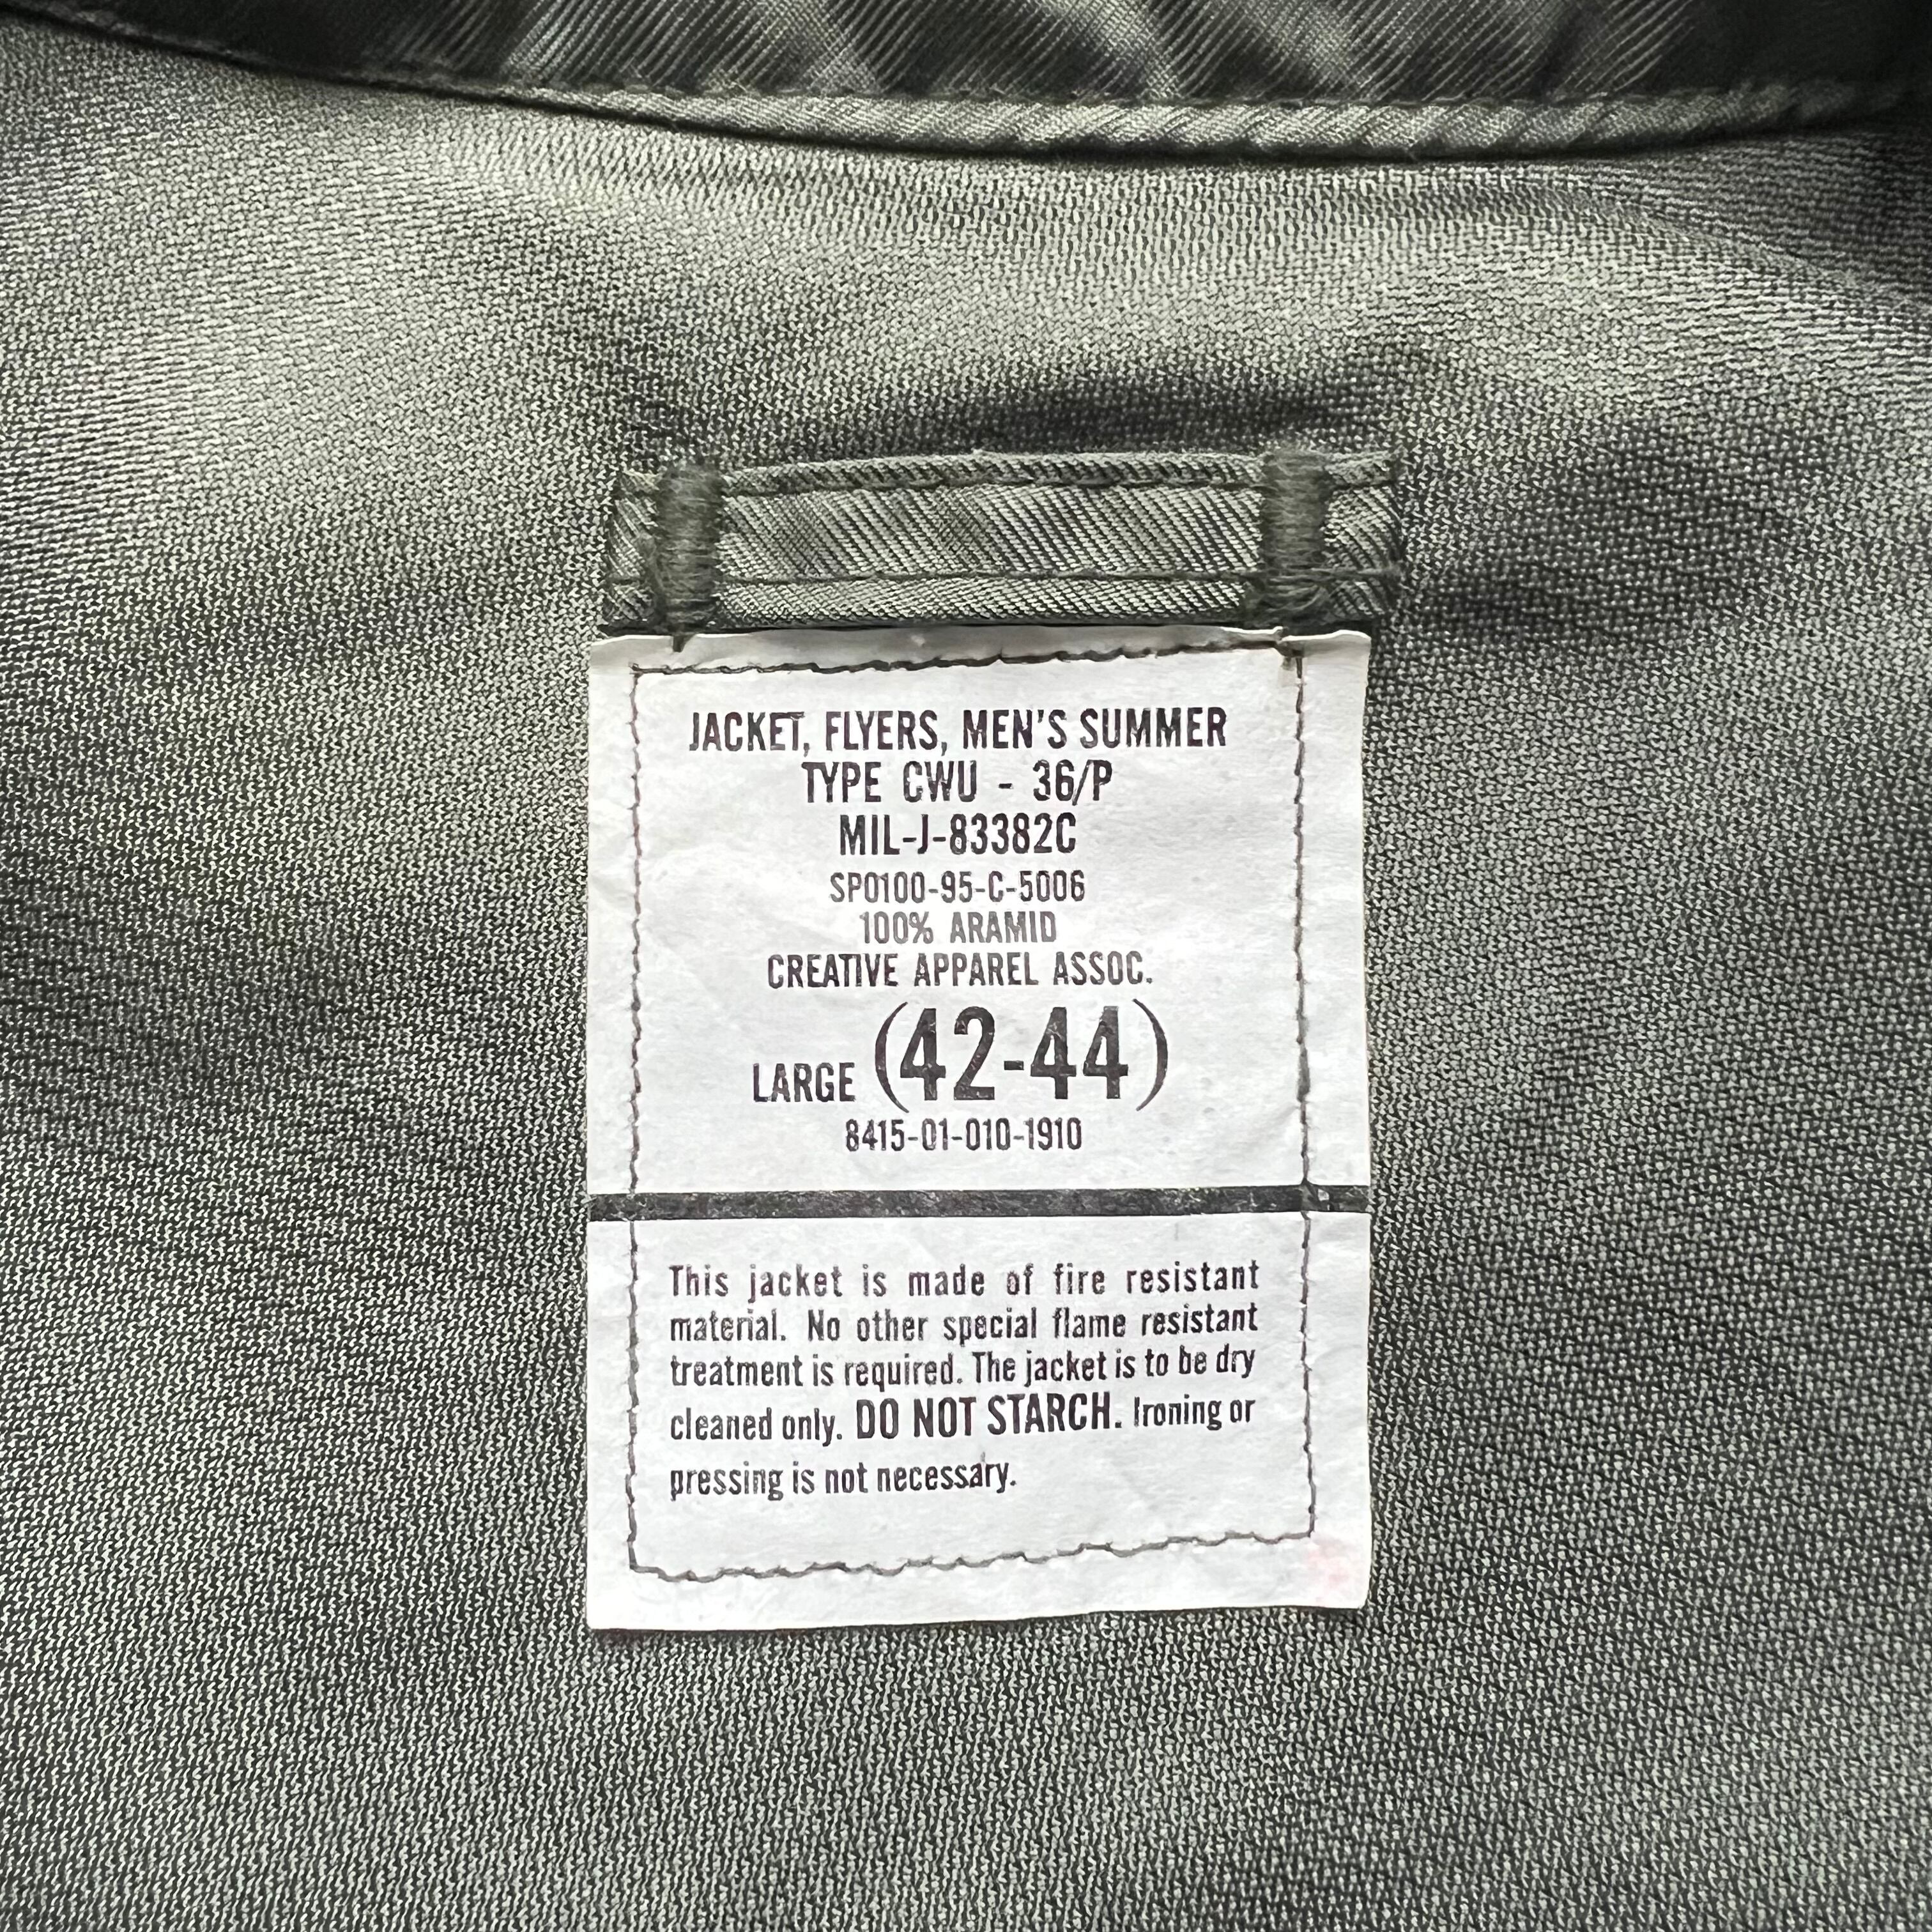 JACKET, FLYERS, MEN'S SUMMER
TYPE CWU - 36/P
MIL-J-83382C
SPO100-95-C-5006
100% ARAMID
CREATIVE APPAREL ASSOC.
LARGE (42-44)
8415-01-010-1910
This jacket is made of fire resistant
material. No other special flame resistant
treatment is required. The jacket is to be dry
cleaned only. DO NOT STARCH. Ironing or
pressing is not necessary.